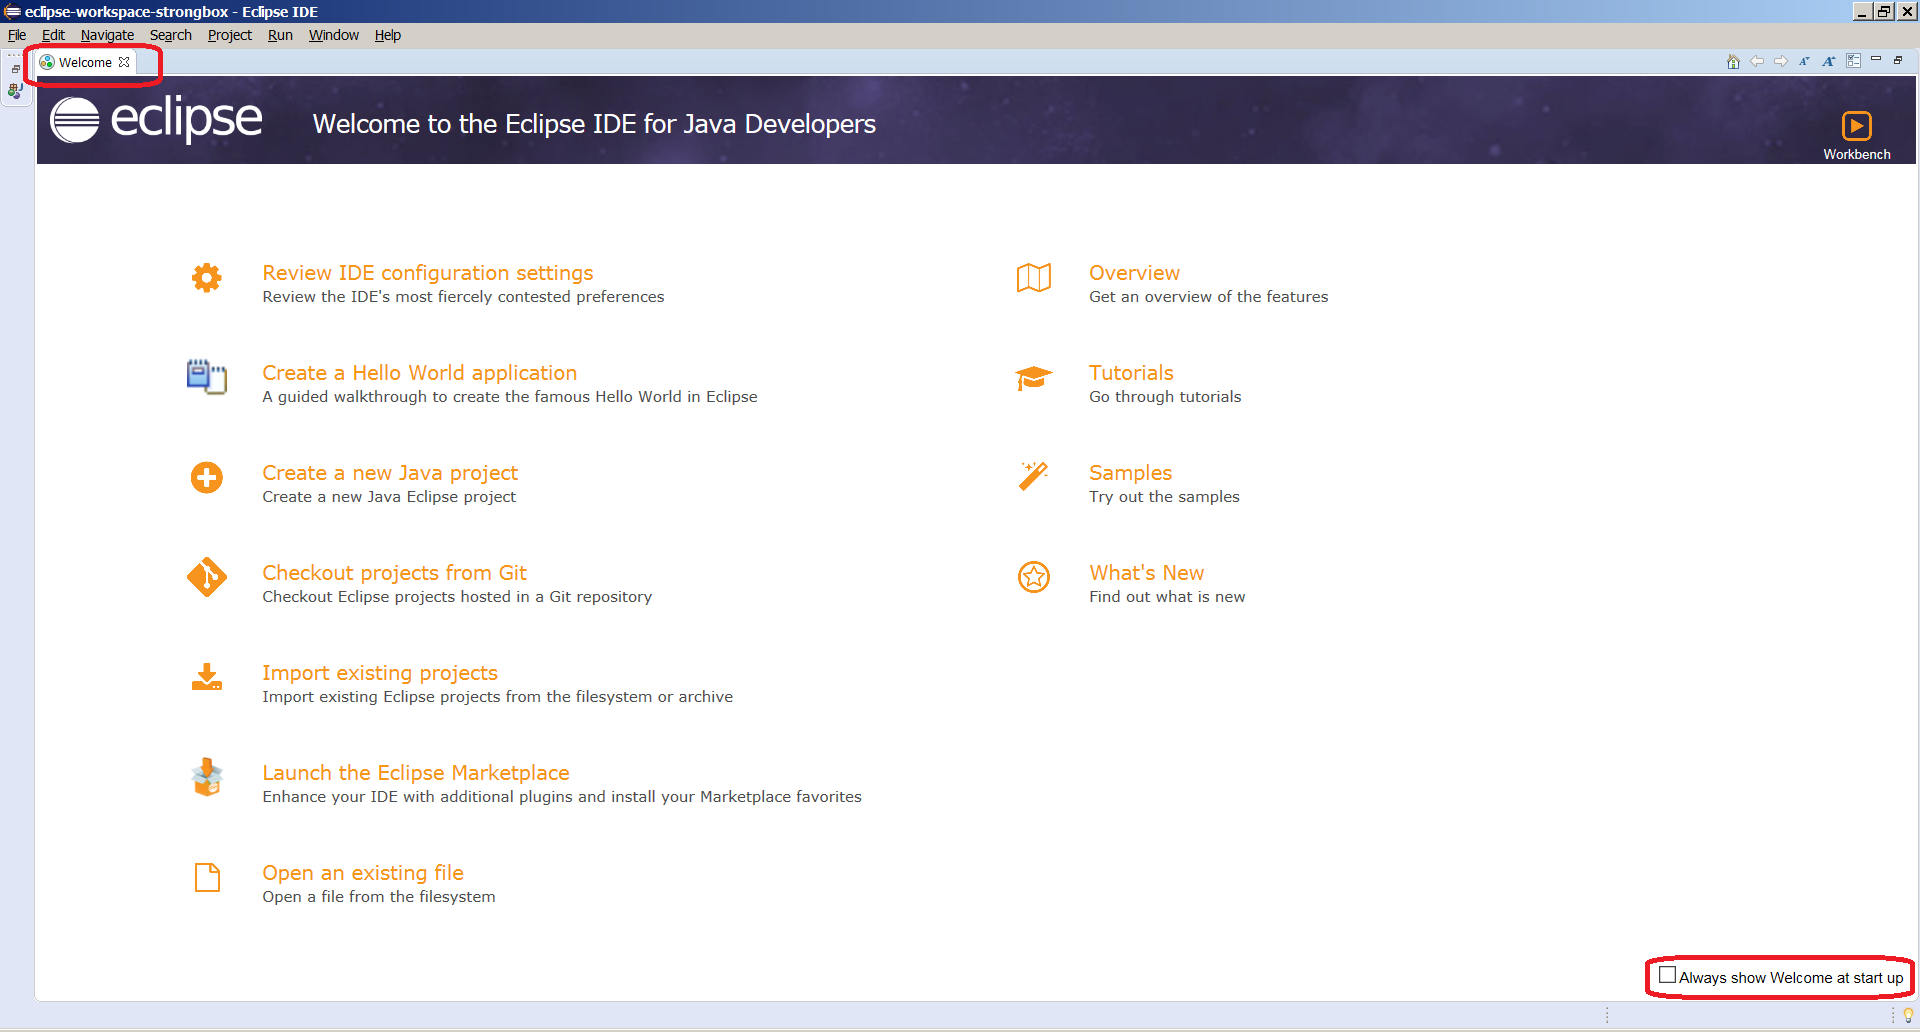 eclipse-workspace-strongbox - Eclipse IDE
File Edit Navigate Search Project Run Window Help
Welcome
eclipse
Welcome to the Eclipse IDE for Java Developers
Workbench
Review IDE configuration settings
Review the IDE's most fiercely contested preferences
Create a Hello World application
A guided walkthrough to create the famous Hello World in Eclipse
Create a new Java project
Create a new Java Eclipse project
Checkout projects from Git
Checkout Eclipse projects hosted in a Git repository
Import existing projects
Import existing Eclipse projects from the filesystem or archive
Launch the Eclipse Marketplace
Enhance your IDE with additional plugins and install your Marketplace favorites
Open an existing file
Open a file from the filesystem
Overview
Get an overview of the features
Tutorials
Go through tutorials
Samples
Try out the samples
What's New
Find out what is new
Always show Welcome at start up